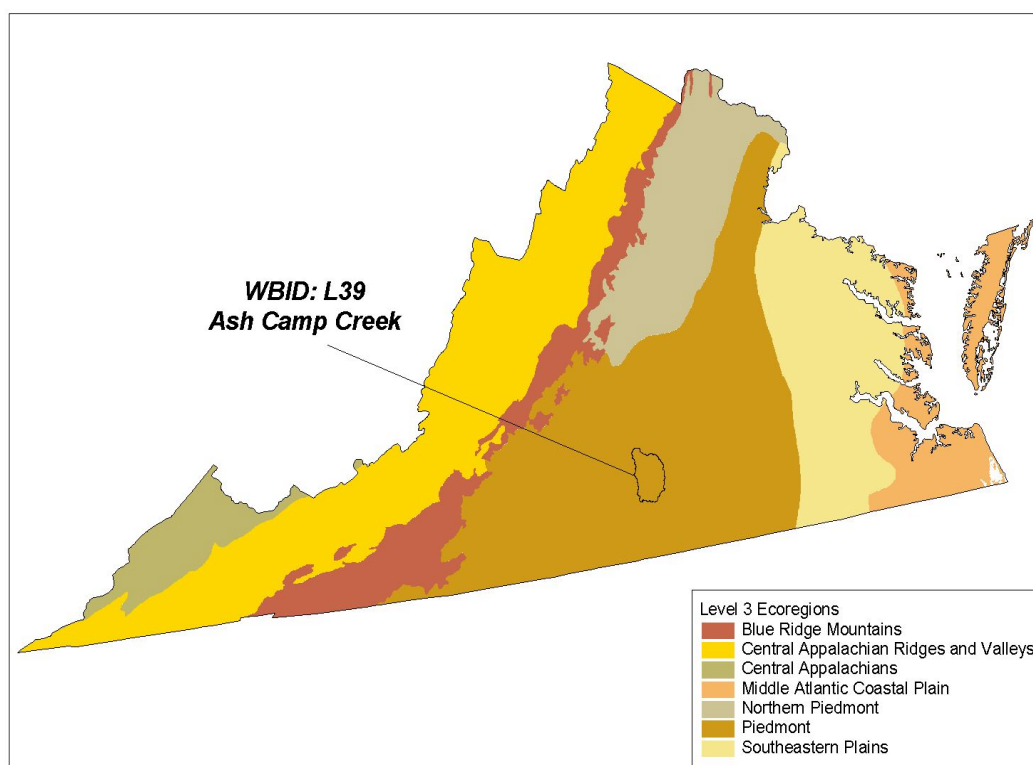 WBID: L39
Ash Camp Creek
Level 3 Ecoregions
Blue Ridge Mountains
Central Appalachian Ridges and Valleys
Central Appalachians
Middle Atlantic Coastal Plain
Northern Piedmont
Piedmont
Southeastern Plains